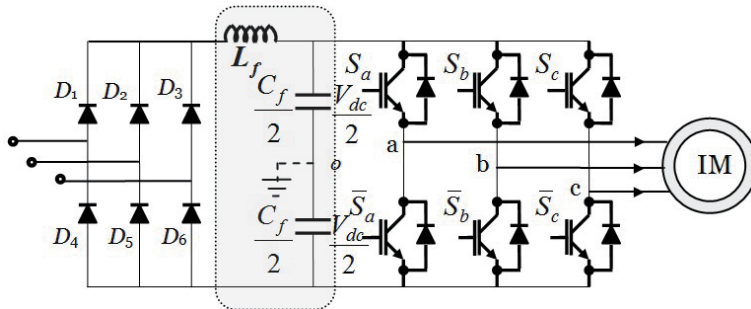 L_f
S_a
S_b
S_c
D_1
D_2
D_3
C_f
2
V_dc
2
a
o
b
IM
c
S̅_a
S̅_b
S̅_c
D_4
D_5
D_6
C_f
2
V_dc
2